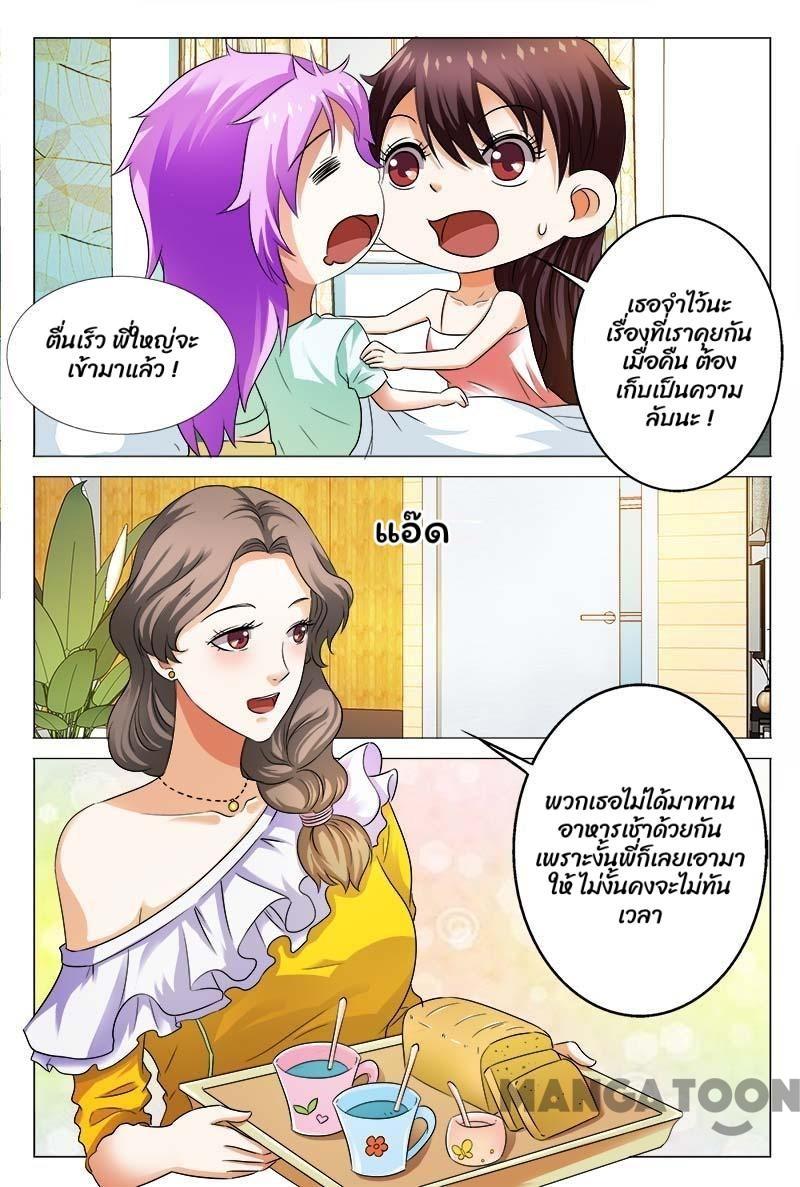 ตื่นเร็ว พี่ใหญ่จะ
เข้ามาแล้ว !
เธอจำไว้นะ
เรื่องที่เราคุยกัน
เมื่อคืน ต้อง
เก็บเป็นความ
ลับนะ !
แอ๊ด
พวกเธอไม่ได้มาทาน
อาหารเช้าด้วยกัน
เพราะงั้นพี่ก็เลยเอามา
ให้ ไม่งั้นคงจะไม่ทัน
เวลา
MANGATOON